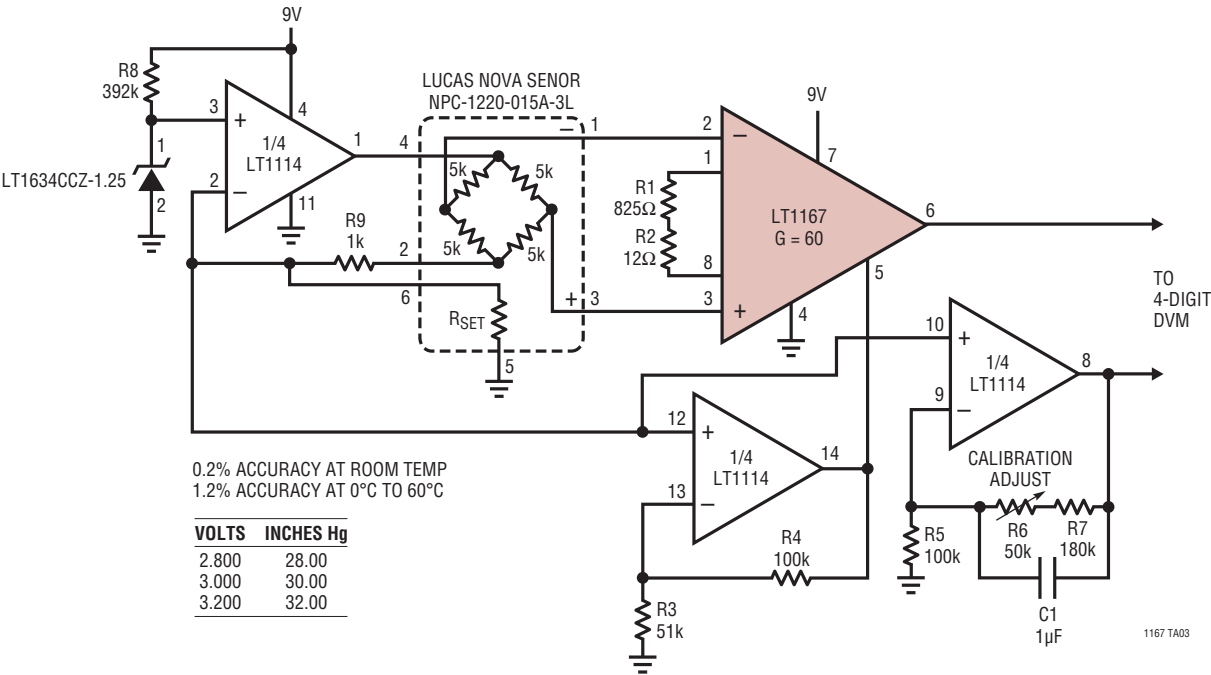 9V
R8
392k
3
+
4
1/4
LT1114
1
1
LT1634CCZ-1.25
2
2
–
11
R9
1k
LUCAS NOVA SENOR
NPC-1220-015A-3L
4
– 1
5k
5k
5k
5k
2
6
+ 3
RSET
5
9V
2
–
7
1
R1
825Ω
R2
12Ω
LT1167
G = 60
6
8
5
3
+
4
TO
4-DIGIT
DVM
10
+
1/4
LT1114
8
9
–
12
+
1/4
LT1114
14
13
–
CALIBRATION
ADJUST
R4
100k
R5
100k
R6
50k
R7
180k
R3
51k
C1
1µF
0.2% ACCURACY AT ROOM TEMP
1.2% ACCURACY AT 0°C TO 60°C
VOLTS INCHES Hg
2.800 28.00
3.000 30.00
3.200 32.00
1167 TA03